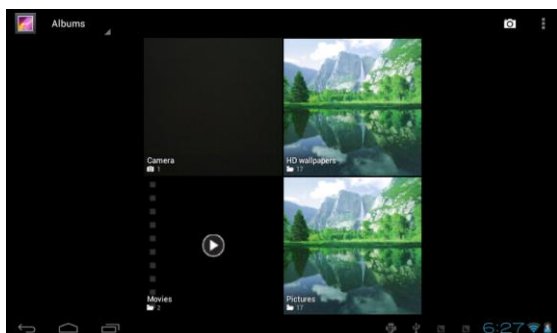 Albums
Camera
1
HD wallpapers
17
Movies
2
Pictures
17
6:27